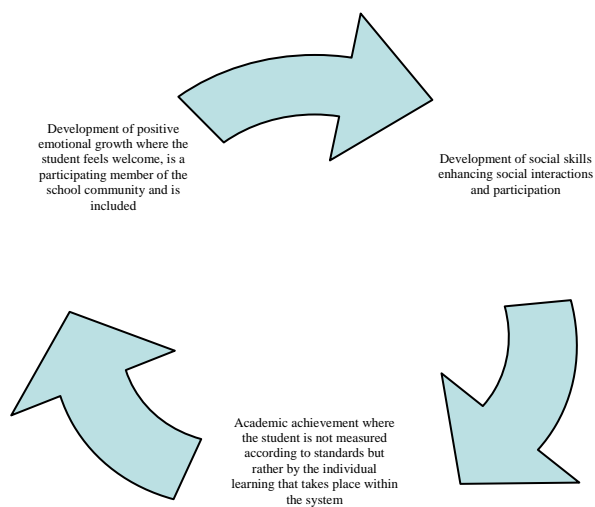 Development of positive
emotional growth where the
student feels welcome, is a
participating member of the
school community and is
included
Development of social skills
enhancing social interactions
and participation
Academic achievement where
the student is not measured
according to standards but
rather by the individual
learning that takes place within
the system